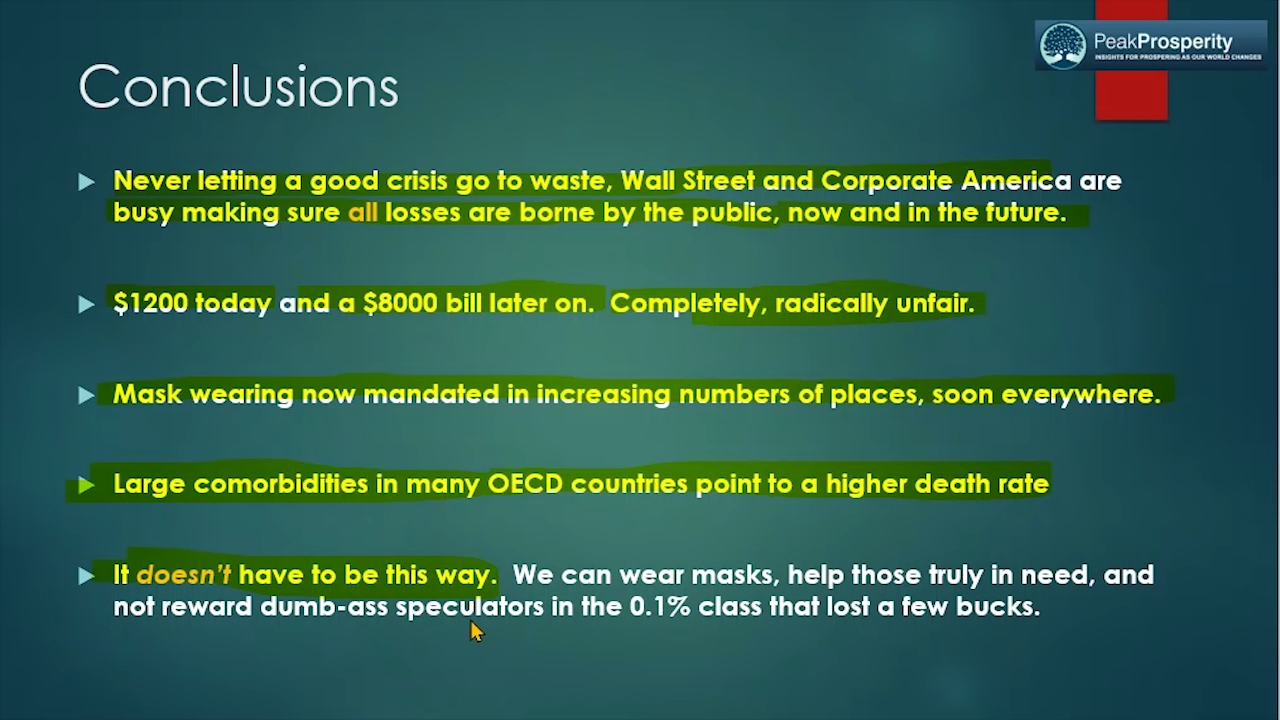 PeakProsperity
INSIGHTS FOR PROSPERING AS OUR WORLD CHANGES
Conclusions
Never letting a good crisis go to waste, Wall Street and Corporate America are
busy making sure all losses are borne by the public, now and in the future.
$1200 today and a $8000 bill later on. Completely, radically unfair.
Mask wearing now mandated in increasing numbers of places, soon everywhere.
Large comorbidities in many OECD countries point to a higher death rate
It doesn't have to be this way. We can wear masks, help those truly in need, and
not reward dumb-ass speculators in the 0.1% class that lost a few bucks.